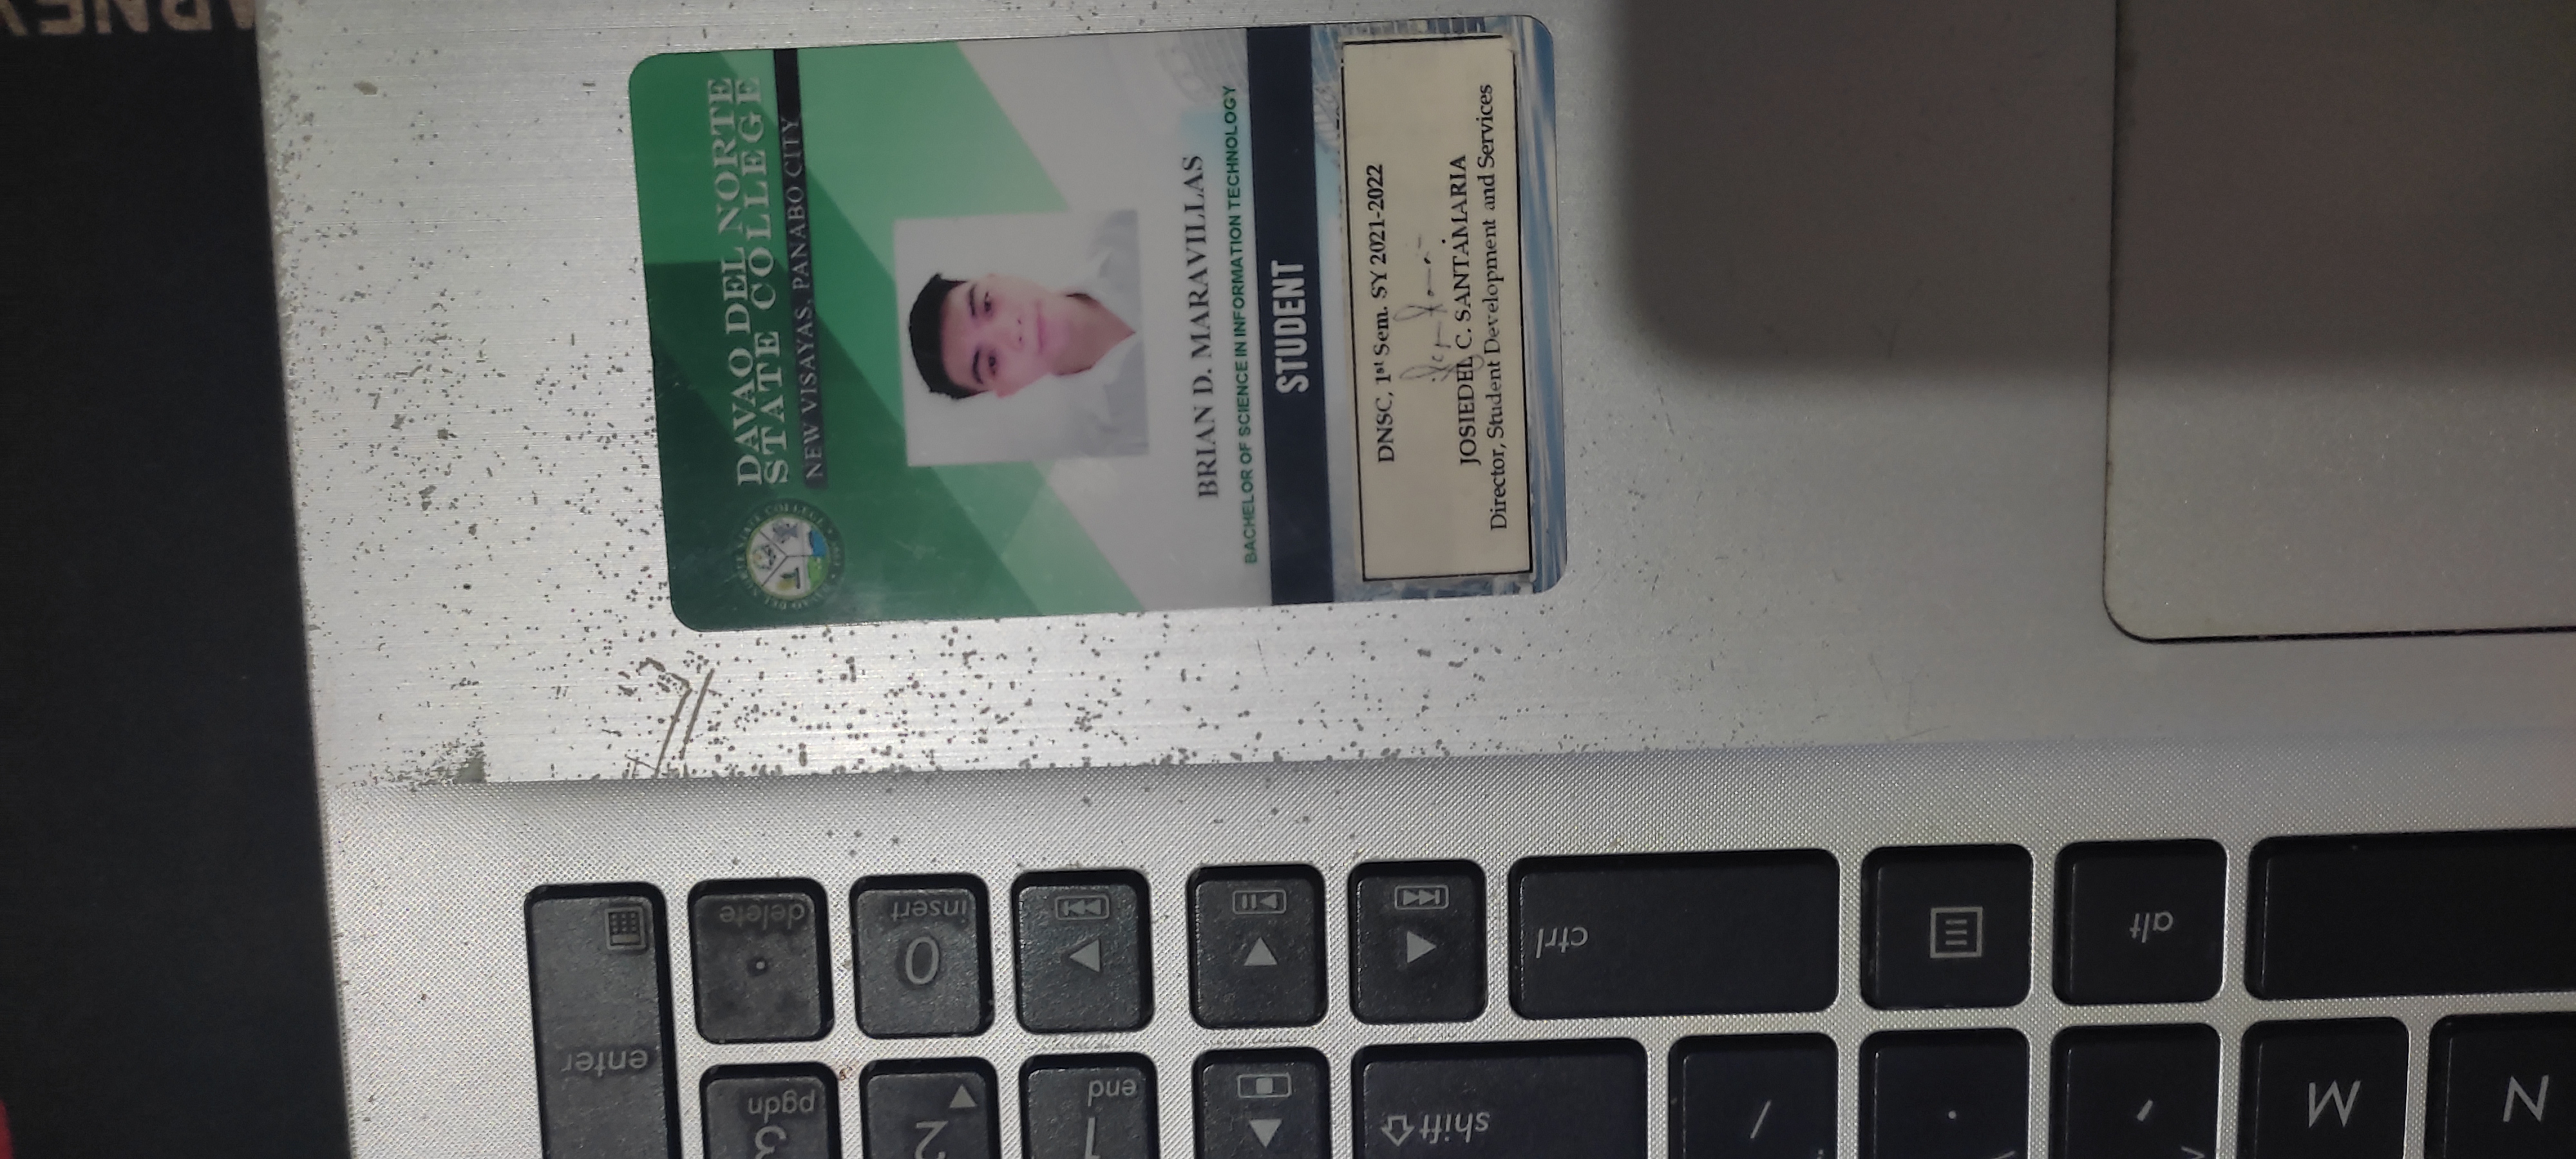 DAVAO DEL NORTE
STATE COLLEGE
NEW VISAYAS, PANABO CITY
BRIAN D. MARAVILLAS
BACHELOR OF SCIENCE IN INFORMATION TECHNOLOGY
STUDENT
DNSC, 1st Sem. SY 2021-2022
JOSIEDEL C. SANTAMARIA
Director, Student Development and Services
enter
3 pgdn
. delete
2
0 insert
1 end
shift
ctrl
/
.
,
alt
M
N